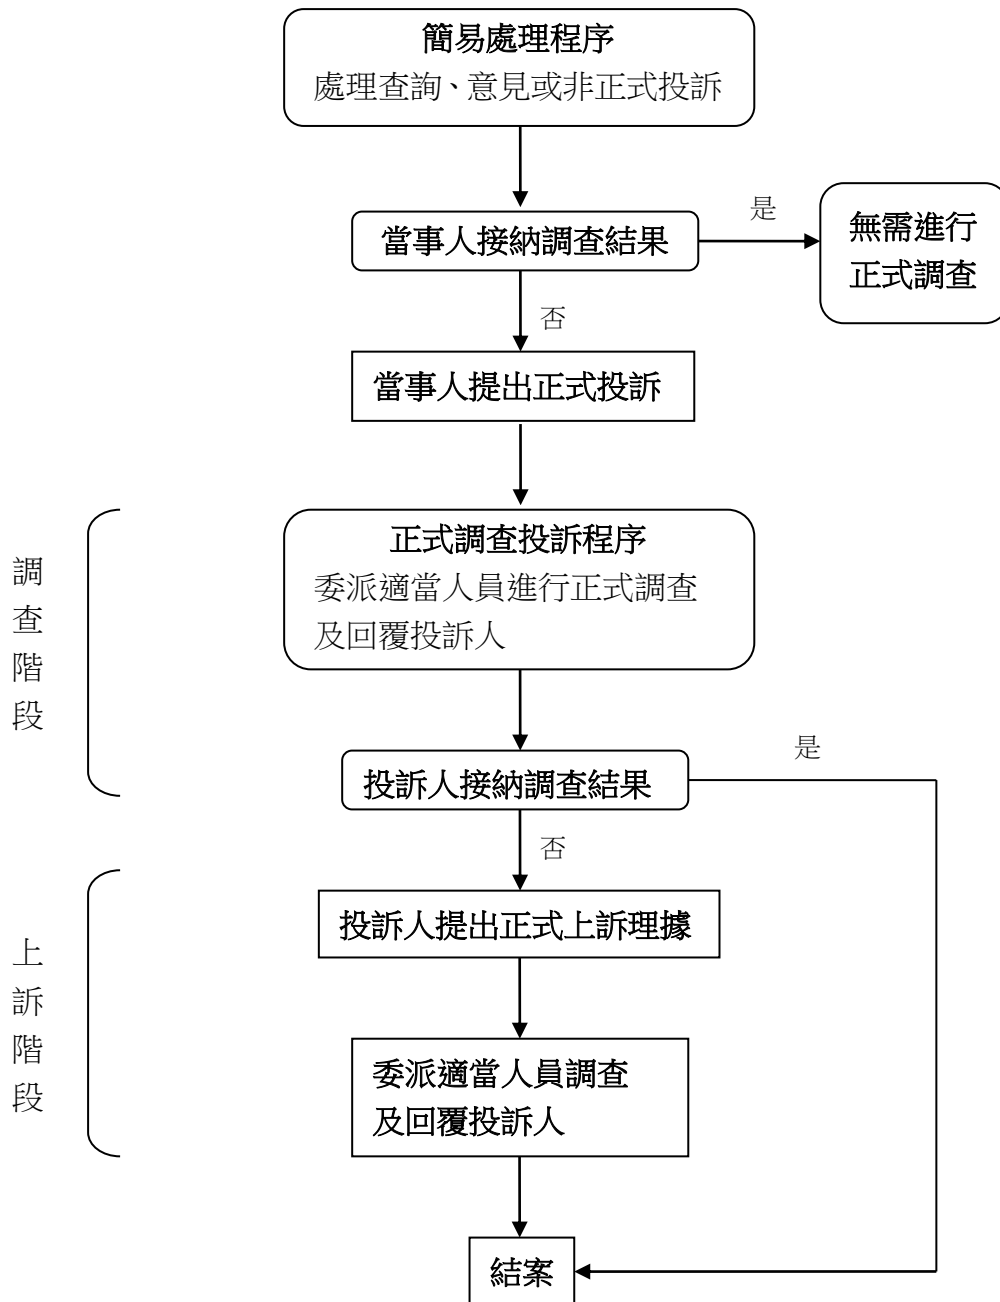 簡易處理程序
處理查詢、意見或非正式投訴
當事人接納調查結果
是
無需進行
正式調查
否
當事人提出正式投訴
調查階段
正式調查投訴程序
委派適當人員進行正式調查
及回覆投訴人
投訴人接納調查結果
是
否
上訴階段
投訴人提出正式上訴理據
委派適當人員調查
及回覆投訴人
結案